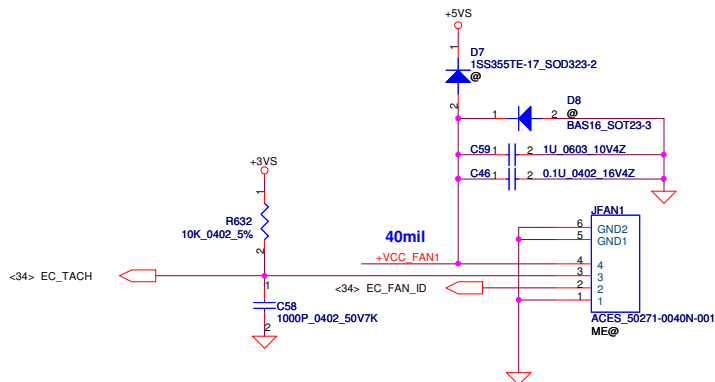 +5VS
1
D7
1SS355TE-17_SOD323-2
@
2
1
2
D8
@
BAS16_SOT23-3
C59 1
2 1U_0603_10V4Z
C46 1
2 0.1U_0402_16V4Z
+3VS
1
R632
10K_0402_5%
2
40mil
+VCC_FAN1
JFAN1
6 GND2
5 GND1
4 4
3 3
2 2
1 1
ACES_50271-0040N-001
ME@
<34> EC_TACH
<34> EC_FAN_ID
1
C58
1000P_0402_50V7K
2